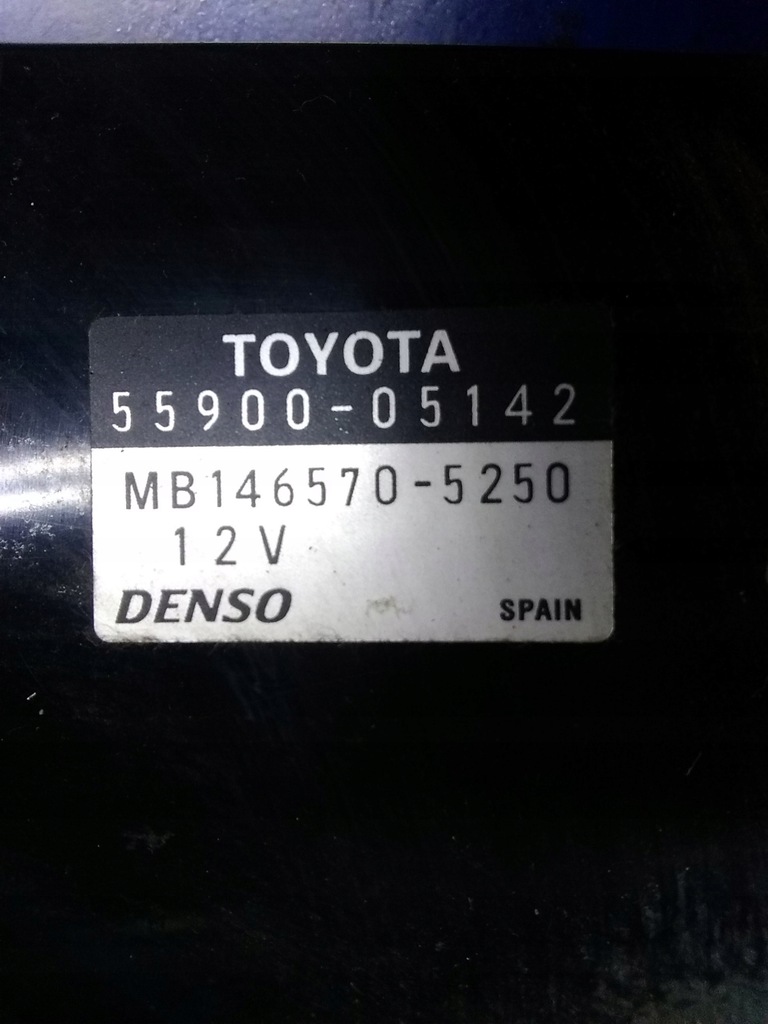 TOYOTA
55900-05142
MB146570-5250
12V
DENSO
SPAIN